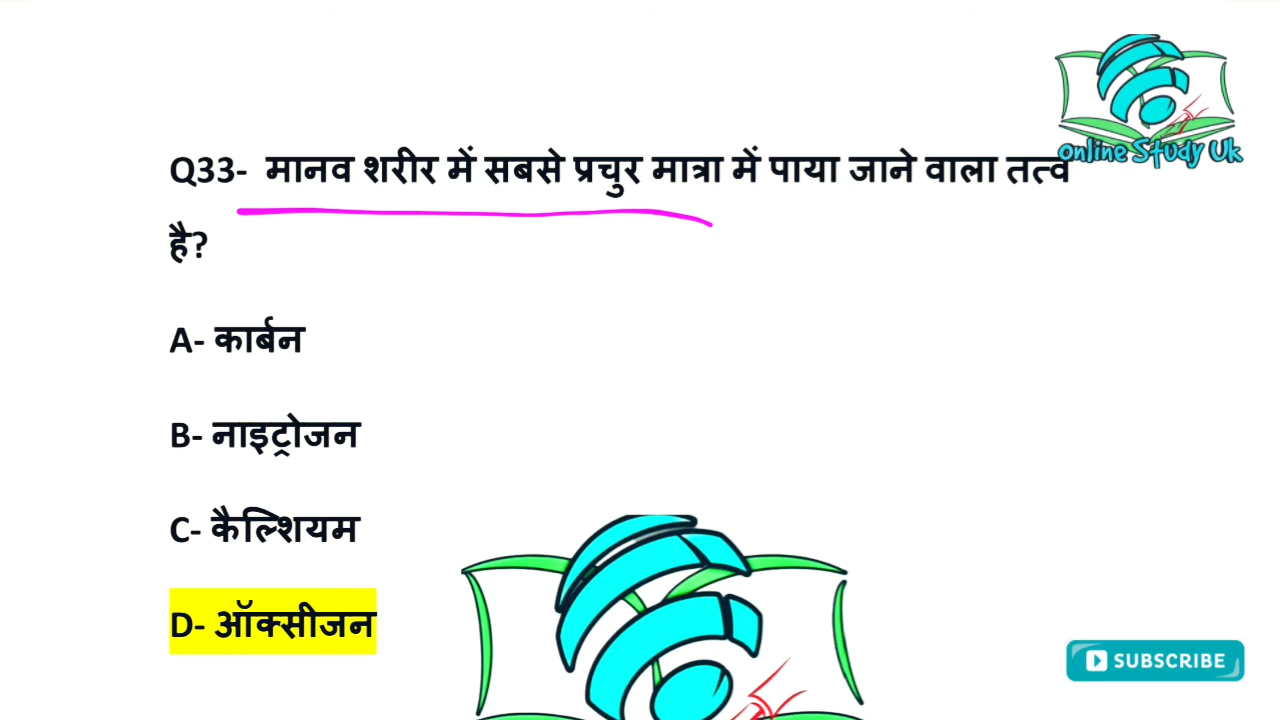 Online Study Uk
Q33- मानव शरीर में सबसे प्रचुर मात्रा में पाया जाने वाला तत्व
है?
A- कार्बन
B- नाइट्रोजन
C- कैल्शियम
D- ऑक्सीजन
SUBSCRIBE